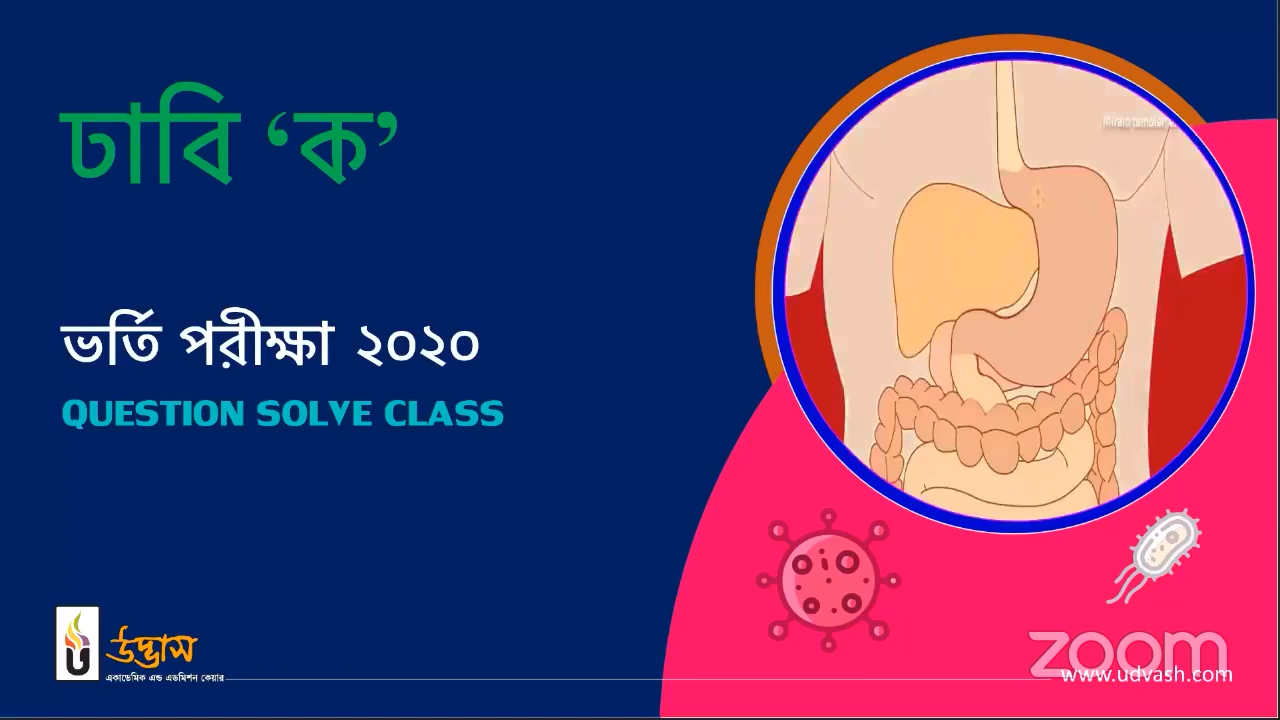 ঢাবি ‘ক’
ভর্তি পরীক্ষা ২০২০
QUESTION SOLVE CLASS
U উদ্ভাস
একাডেমিক এন্ড এডমিশন কেয়ার
zoom
www.udvash.com